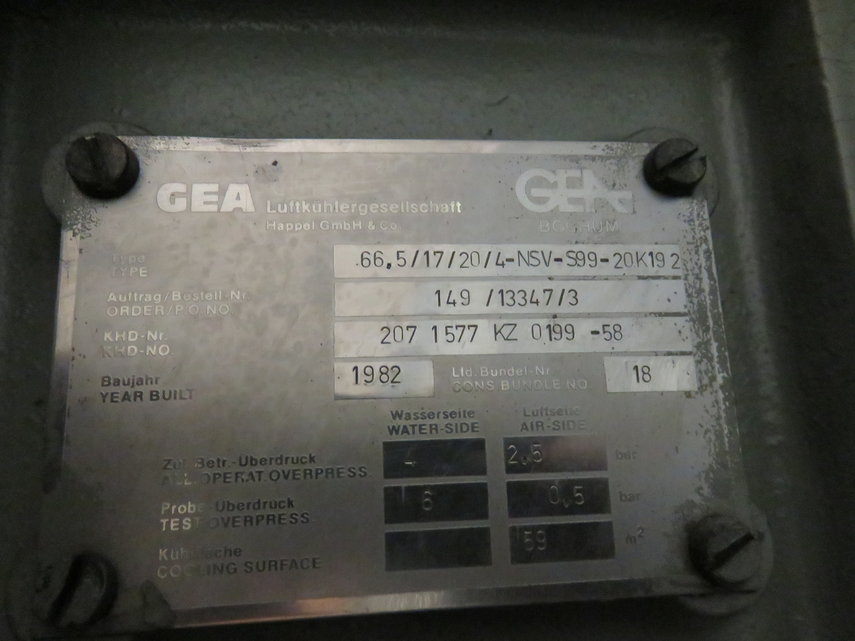 GEA Luftkühlergesellschaft GEA
Happel GmbH & Co. BOCHUM
Type
TYPE 66,5/17/20/4-NSV-S99-20K192
Auftrag/Bestell-Nr.
ORDER/P.O.NO. 149 /13347/3
KHD-Nr.
KHD-NO. 207 1577 KZ 0199 -58
Baujahr 1982 Lfd. Bündel-Nr 18
YEAR BUILT CONS BUNDLE NO
Wasserseite Luftseite
WATER-SIDE AIR-SIDE
Zul. Betr.-Überdruck 4 2,5 bar
ALL.OPERAT.OVERPRESS.
Probe-Überdruck 6 0,5 bar
TEST OVERPRESS.
Kühlfläche 59 m²
COOLING SURFACE